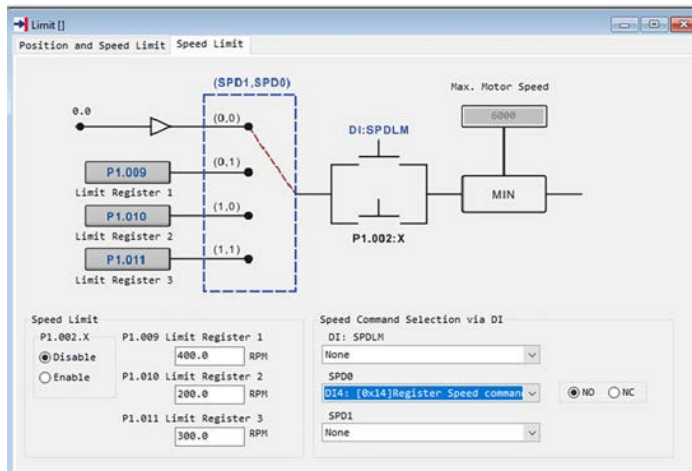 Limit []
Position and Speed Limit Speed Limit
(SPD1,SPD0)
Max. Motor Speed
0.0
(0,0)
6000
DI:SPDLM
P1.009
(0,1)
Limit Register 1
MIN
P1.010
(1,0)
Limit Register 2
P1.002:X
P1.011
(1,1)
Limit Register 3
Speed Limit
P1.002.X
Disable
Enable
P1.009 Limit Register 1
400.0 RPM
P1.010 Limit Register 2
200.0 RPM
P1.011 Limit Register 3
300.0 RPM
Speed Command Selection via DI
DI: SPDLM
None
SPD0
DI4: [0x14]Register Speed comman
NO NC
SPD1
None